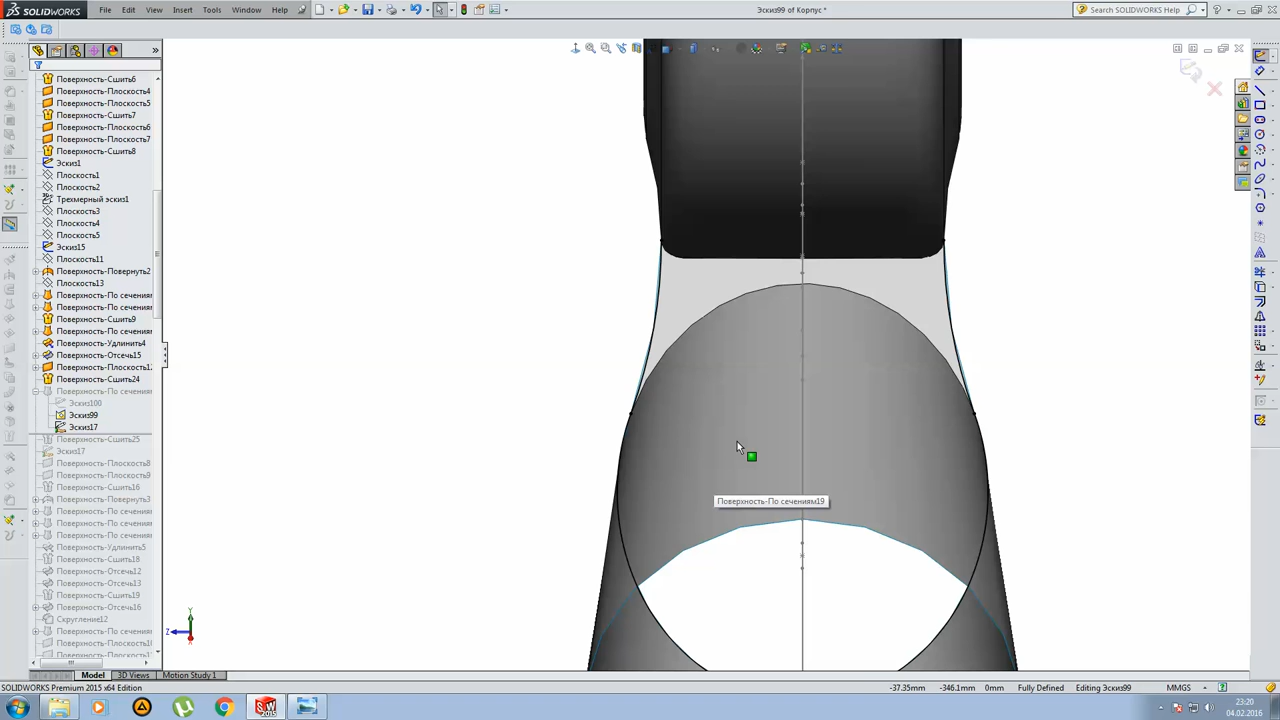 SOLIDWORKS
File
Edit
View
Insert
Tools
Window
Help
Эскиз99 of Корпус *
Search SOLIDWORKS Help
Поверхность-Сшить6
Поверхность-Плоскость4
Поверхность-Плоскость5
Поверхность-Сшить7
Поверхность-Плоскость6
Поверхность-Плоскость7
Поверхность-Сшить8
Эскиз1
Плоскость1
Плоскость2
Трехмерный эскиз1
Плоскость3
Плоскость4
Плоскость5
Эскиз15
Плоскость11
Поверхность-Повернуть2
Плоскость13
Поверхность-По сечениям
Поверхность-По сечениям
Поверхность-Сшить9
Поверхность-По сечениям
Поверхность-Удлинить4
Поверхность-Отсечь15
Поверхность-Плоскость12
Поверхность-Сшить24
Поверхность-По сечениям
Эскиз100
Эскиз99
Эскиз17
Поверхность-Сшить25
Эскиз17
Поверхность-Плоскость8
Поверхность-Плоскость9
Поверхность-Сшить16
Поверхность-Повернуть3
Поверхность-По сечениям
Поверхность-По сечениям
Поверхность-Сшить17
Поверхность-Удлинить5
Поверхность-Сшить18
Поверхность-Отсечь12
Поверхность-Отсечь13
Поверхность-Сшить19
Поверхность-Отсечь16
Скругление12
Поверхность-По сечениям
Поверхность-Плоскость10
Поверхность-По сечениям19
Y
Z
Model
3D Views
Motion Study 1
SOLIDWORKS Premium 2015 x64 Edition
-37.35mm
-346.1mm
0mm
Fully Defined
Editing Эскиз99
MMGS
23:20
04.02.2016